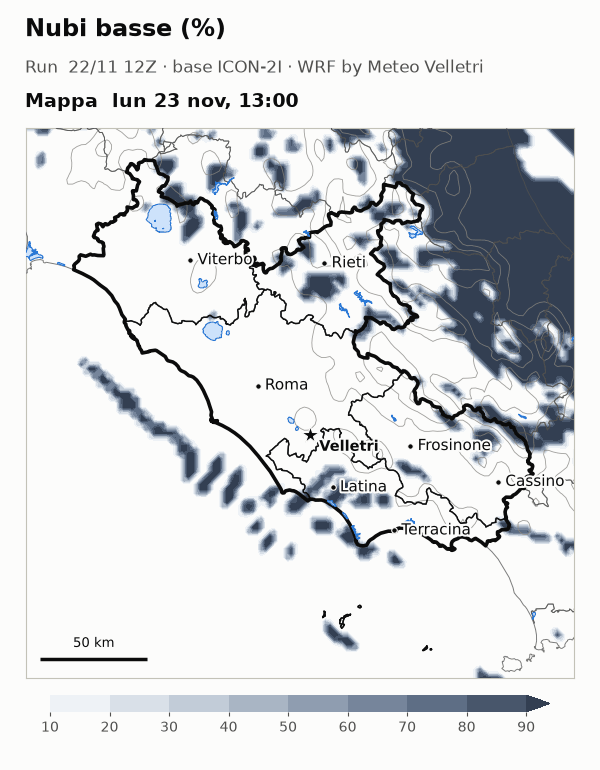 Nubi basse (%)
Run  22/11 12Z · base ICON-2I · WRF by Meteo Velletri
Mappa  lun 23 nov, 13:00
Viterbo
Rieti
Roma
Velletri
Frosinone
Cassino
Latina
Terracina
50 km
10 20 30 40 50 60 70 80 90